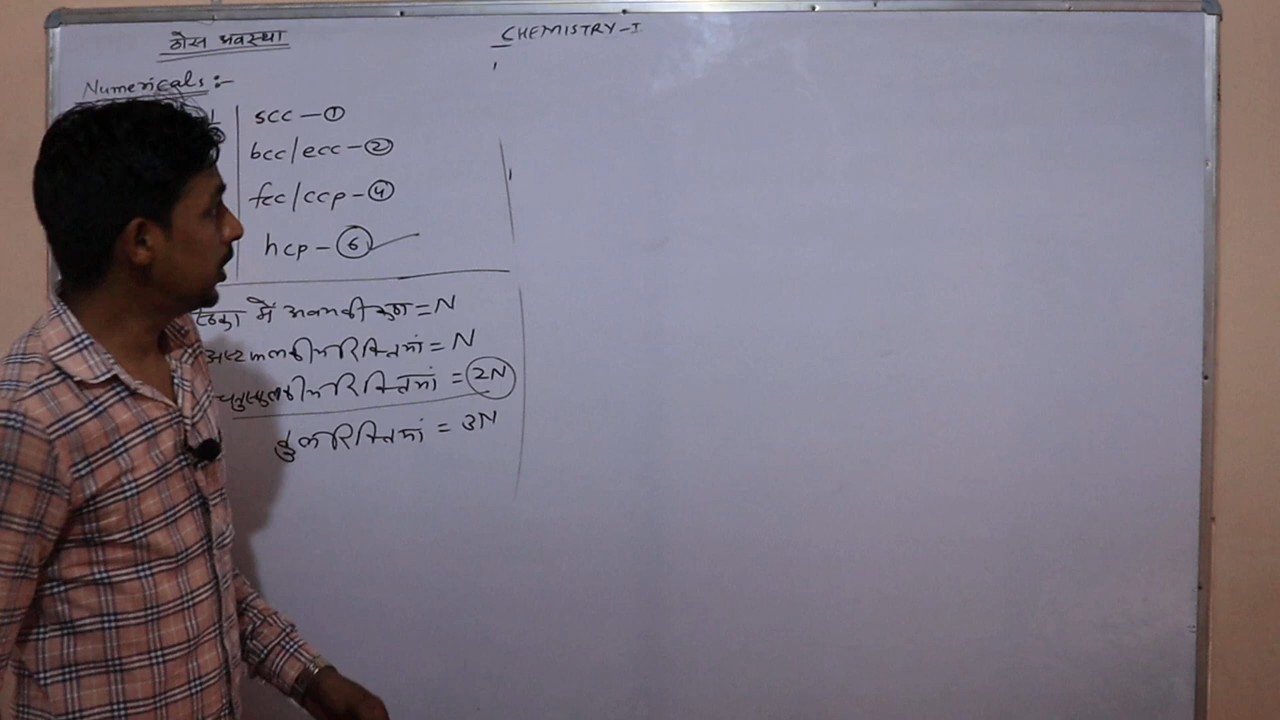 ठोस अवस्था
CHEMISTRY-I
Numericals:-
scc - ①
bcc/ecc - ②
fcc/ccp - ④
hcp - ⑥
में अवयवी कण = N
अष्टफलकीय रिक्तियां = N
चतुष्फलकीय रिक्तियां = 2N
कुल रिक्तियां = 3N